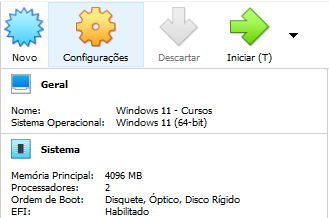 Novo Configurações Descartar Iniciar (T)
Geral
Nome: Windows 11 - Cursos
Sistema Operacional: Windows 11 (64-bit)
Sistema
Memória Principal: 4096 MB
Processadores: 2
Ordem de Boot: Disquete, Óptico, Disco Rígido
EFI: Habilitado